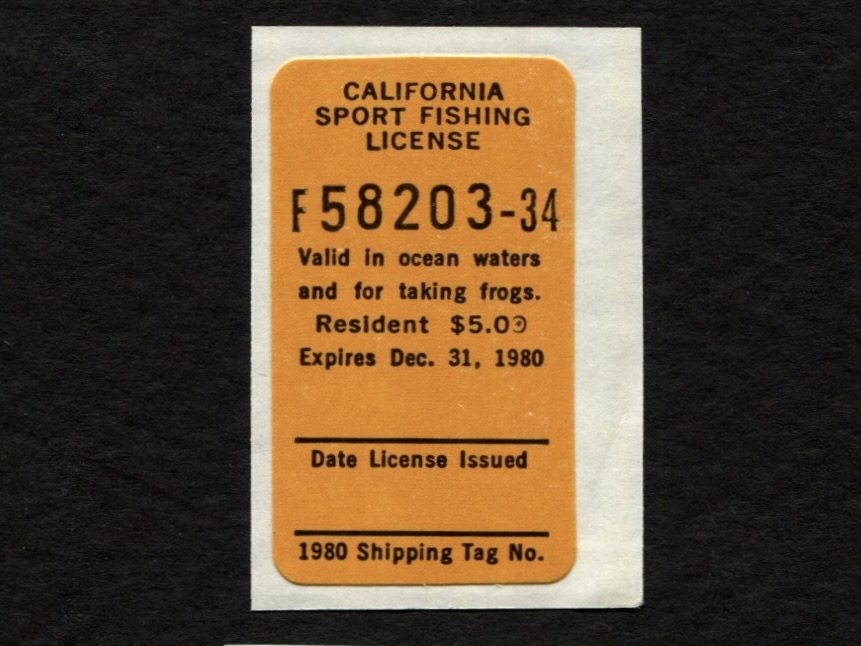 CALIFORNIA
SPORT FISHING
LICENSE
F58203-34
Valid in ocean waters
and for taking frogs.
Resident $5.00
Expires Dec. 31, 1980
Date License Issued
1980 Shipping Tag No.